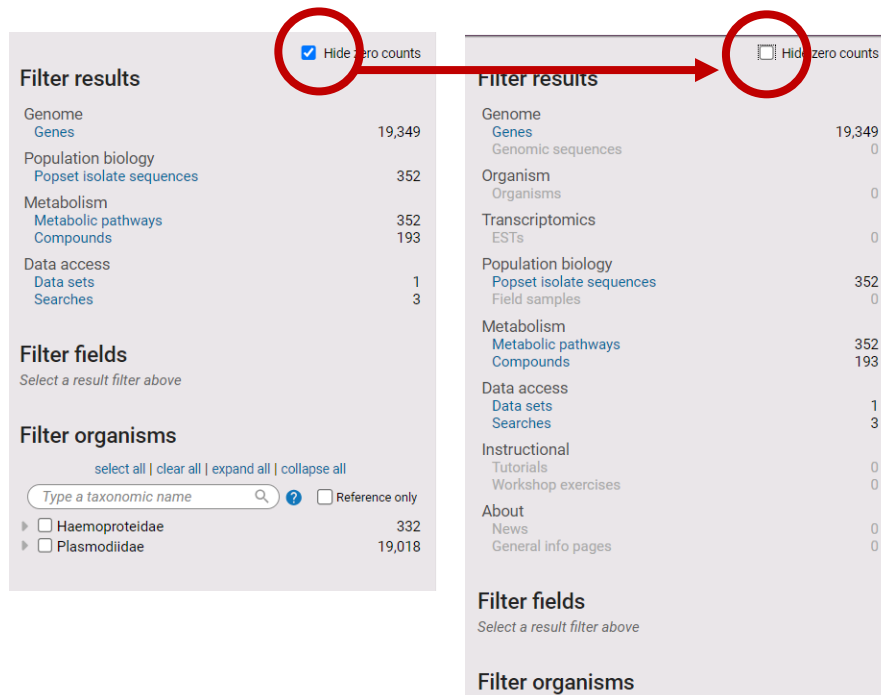 Hide zero counts
Filter results
Genome
Genes 19,349
Population biology
Popset isolate sequences 352
Metabolism
Metabolic pathways 352
Compounds 193
Data access
Data sets 1
Searches 3
Filter fields
Select a result filter above
Filter organisms
select all | clear all | expand all | collapse all
Type a taxonomic name
? Reference only
Haemoproteidae 332
Plasmodiidae 19,018
Hide zero counts
Filter results
Genome
Genes 19,349
Genomic sequences 0
Organism
Organisms 0
Transcriptomics
ESTs 0
Population biology
Popset isolate sequences 352
Field samples 0
Metabolism
Metabolic pathways 352
Compounds 193
Data access
Data sets 1
Searches 3
Instructional
Tutorials 0
Workshop exercises 0
About
News 0
General info pages 0
Filter fields
Select a result filter above
Filter organisms